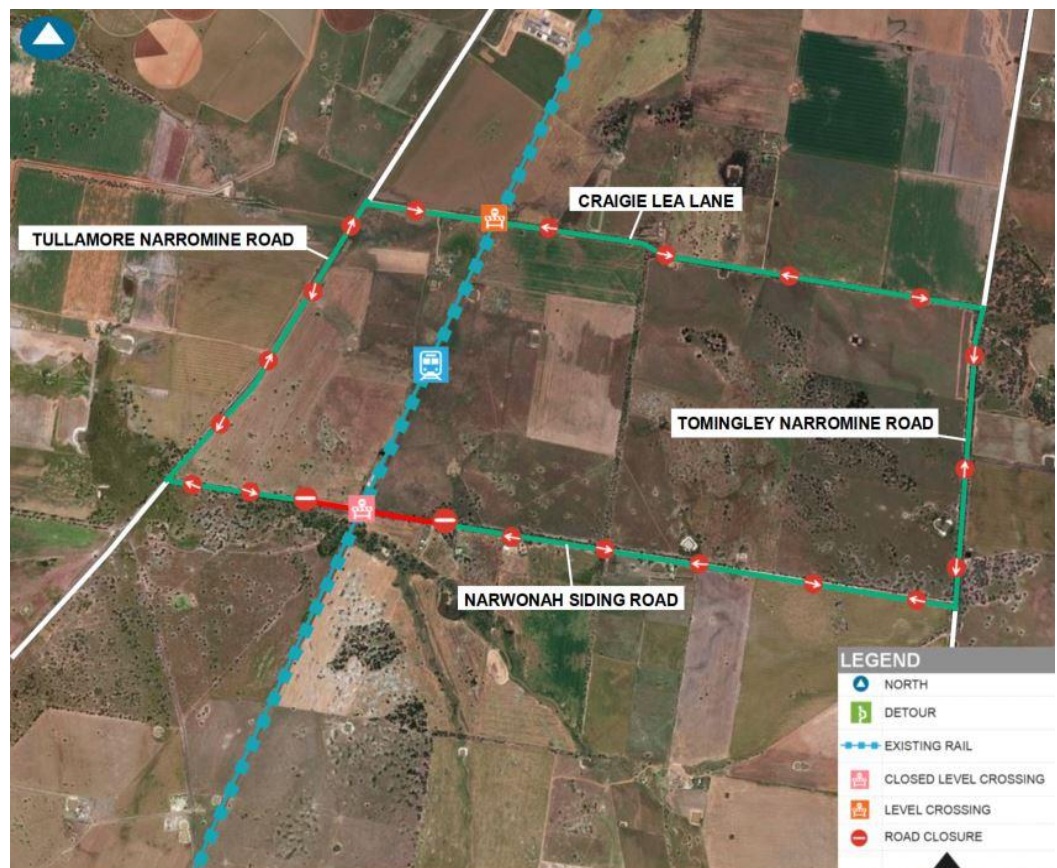 CRAIGIE LEA LANE
TULLAMORE NARROMINE ROAD
TOMINGLEY NARROMINE ROAD
NARWONAH SIDING ROAD
LEGEND
NORTH
DETOUR
EXISTING RAIL
CLOSED LEVEL CROSSING
LEVEL CROSSING
ROAD CLOSURE